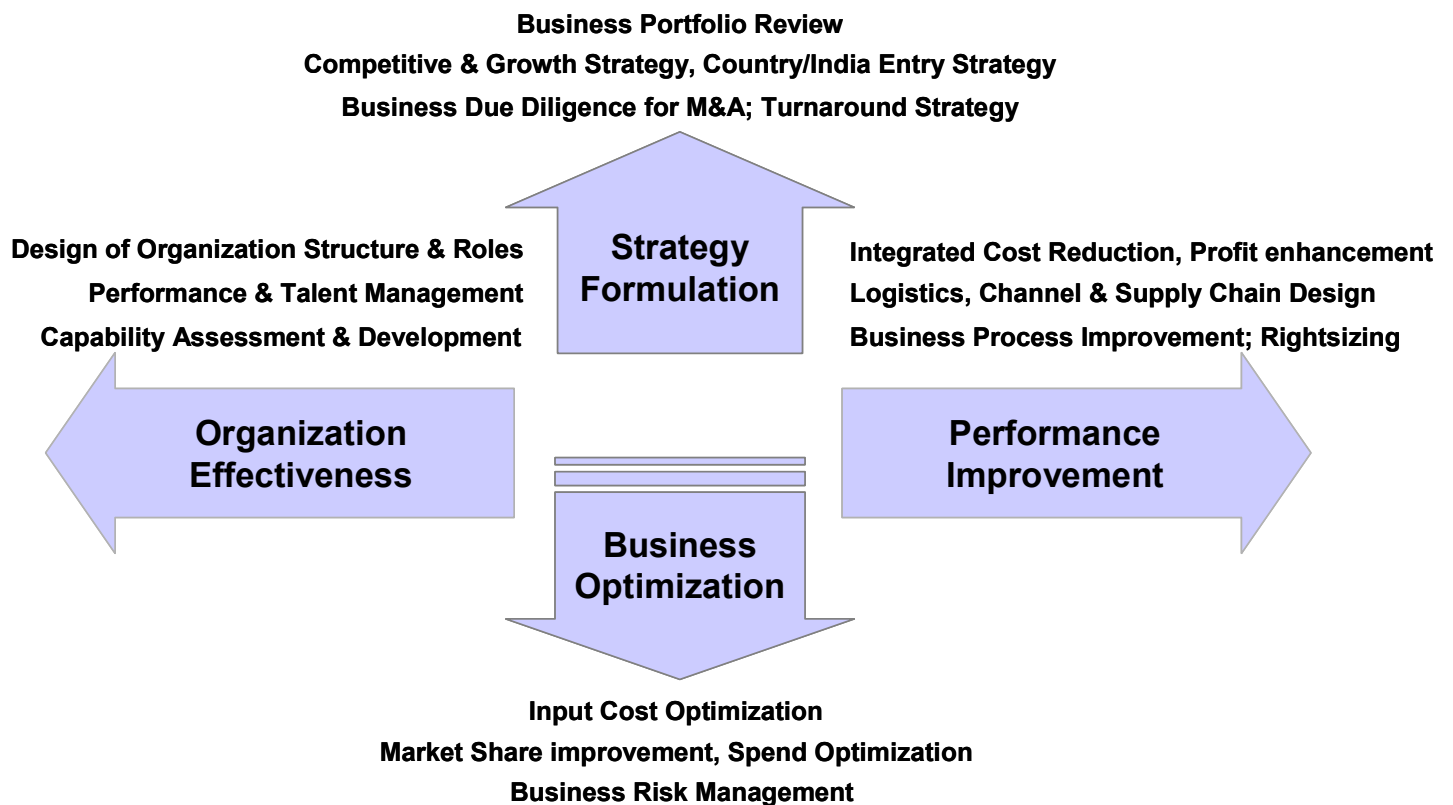 Business Portfolio Review
Competitive & Growth Strategy, Country/India Entry Strategy
Business Due Diligence for M&A; Turnaround Strategy
Strategy
Formulation
Design of Organization Structure & Roles
Performance & Talent Management
Capability Assessment & Development
Integrated Cost Reduction, Profit enhancement
Logistics, Channel & Supply Chain Design
Business Process Improvement; Rightsizing
Organization
Effectiveness
Performance
Improvement
Business
Optimization
Input Cost Optimization
Market Share improvement, Spend Optimization
Business Risk Management